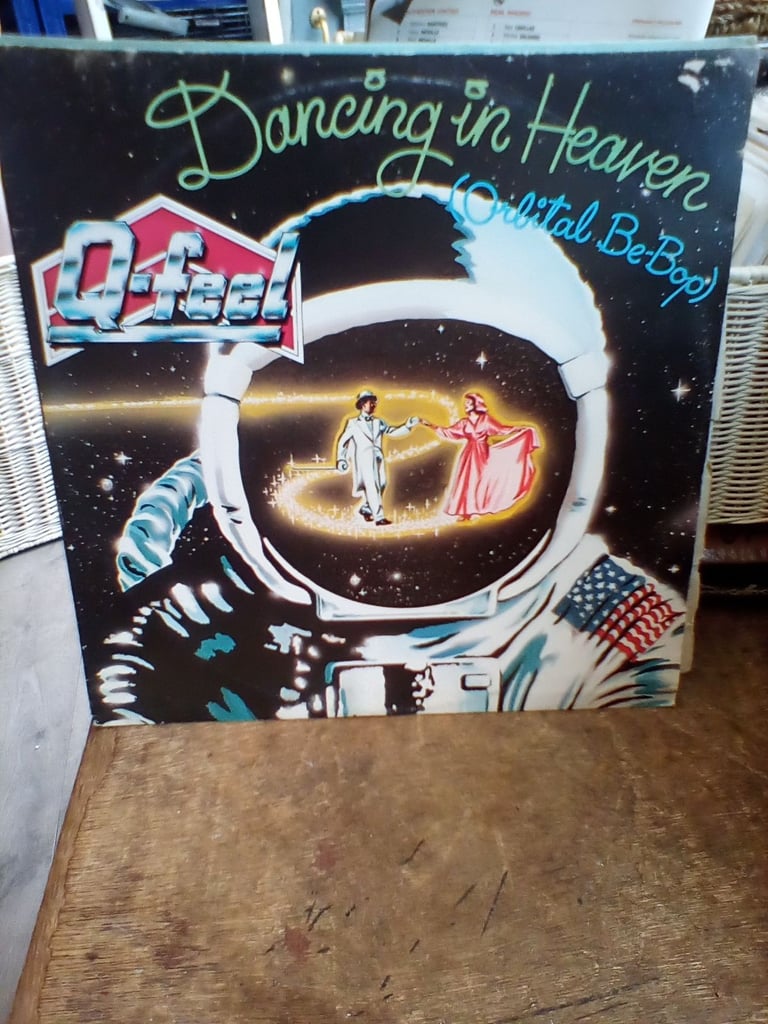 Dancing in Heaven
(Orbital Be-Bop)
Q-feel